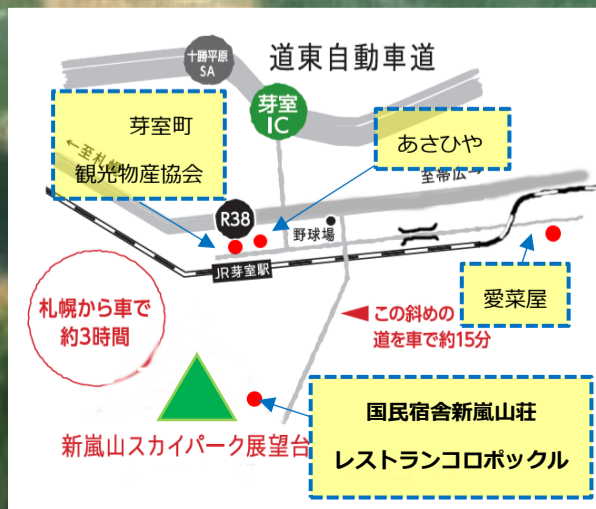 十勝平原
SA
道東自動車道
芽室
IC
芽室町
観光物産協会
あさひや
←至札幌
至帯広→
R38
野球場
JR芽室駅
愛菜屋
札幌から車で
約3時間
この斜めの
道を車で約15分
国民宿舎新嵐山荘
レストランコロポックル
新嵐山スカイパーク展望台